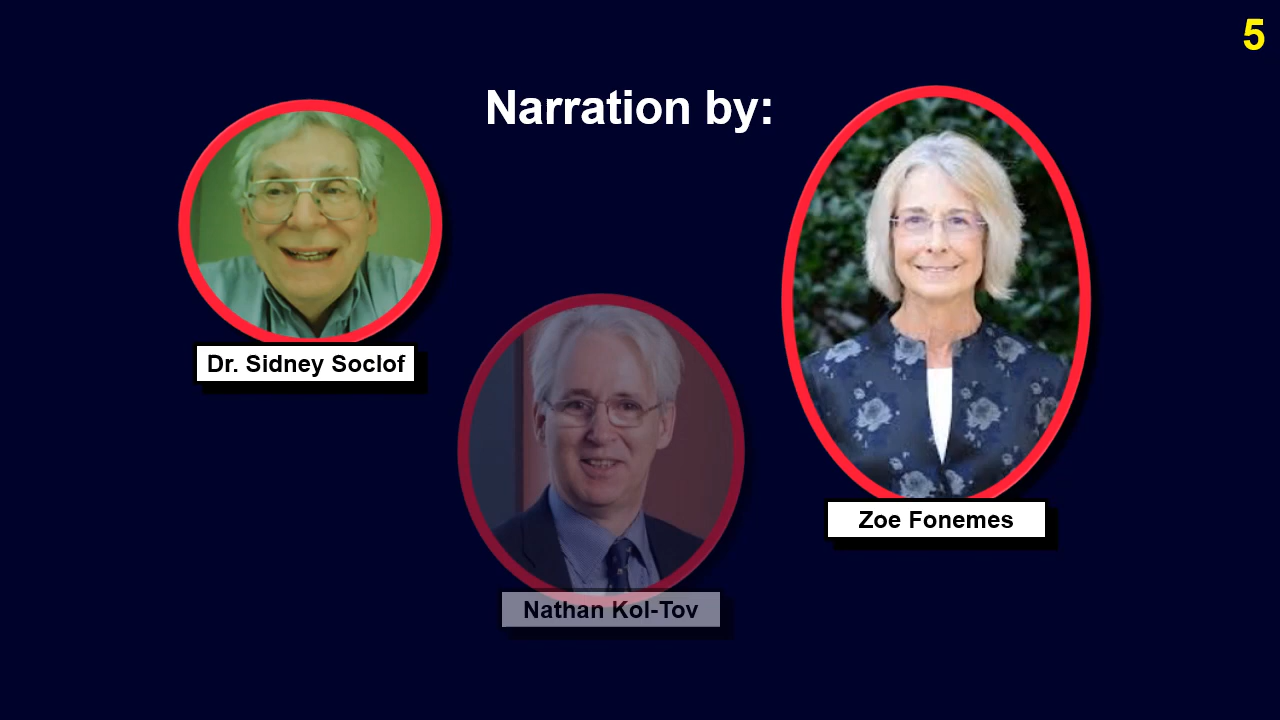 5
Narration by:
Dr. Sidney Soclof
Zoe Fonemes
Nathan Kol-Tov